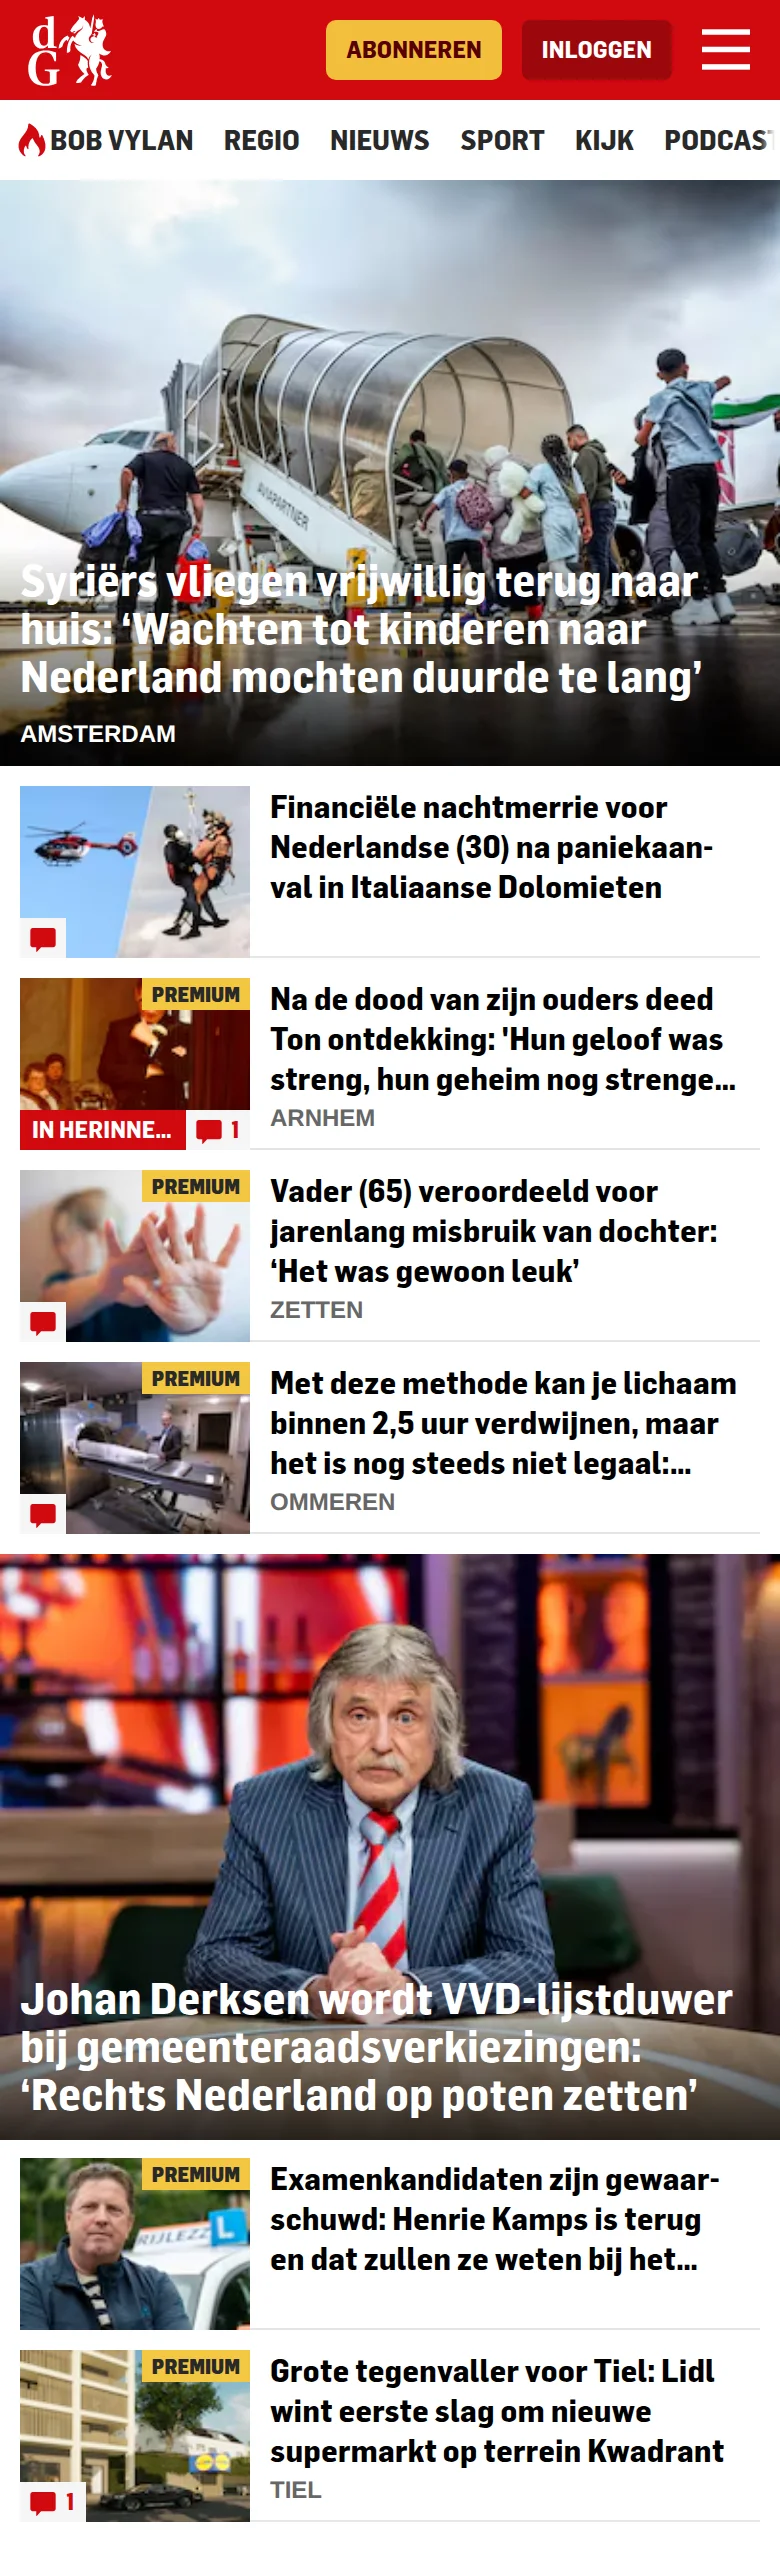 dG
ABONNEREN
INLOGGEN
BOB VYLAN
REGIO
NIEUWS
SPORT
KIJK
PODCAST
AVIAPARTNER
Syriërs vliegen vrijwillig terug naar
huis: ‘Wachten tot kinderen naar
Nederland mochten duurde te lang’
AMSTERDAM
Financiële nachtmerrie voor
Nederlandse (30) na paniekaan-
val in Italiaanse Dolomieten
PREMIUM
IN HERINNE...
1
Na de dood van zijn ouders deed
Ton ontdekking: 'Hun geloof was
streng, hun geheim nog strenge...
ARNHEM
PREMIUM
Vader (65) veroordeeld voor
jarenlang misbruik van dochter:
‘Het was gewoon leuk’
ZETTEN
PREMIUM
Met deze methode kan je lichaam
binnen 2,5 uur verdwijnen, maar
het is nog steeds niet legaal:...
OMMEREN
Johan Derksen wordt VVD-lijstduwer
bij gemeenteraadsverkiezingen:
‘Rechts Nederland op poten zetten’
PREMIUM
RIJLEZZ
L
Examenkandidaten zijn gewaar-
schuwd: Henrie Kamps is terug
en dat zullen ze weten bij het...
PREMIUM
1
Grote tegenvaller voor Tiel: Lidl
wint eerste slag om nieuwe
supermarkt op terrein Kwadrant
TIEL